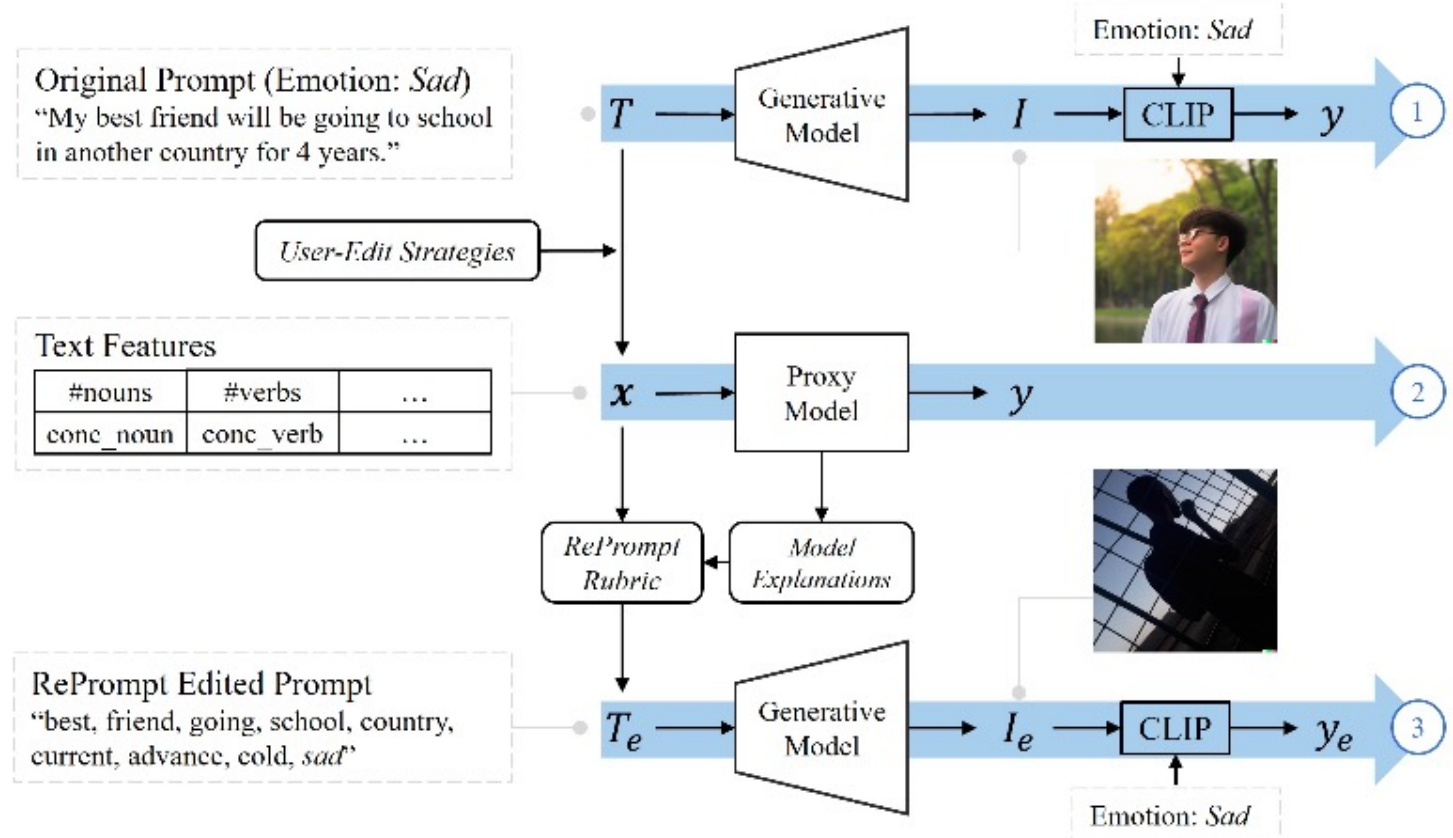 Emotion: Sad
Original Prompt (Emotion: Sad)
“My best friend will be going to school
in another country for 4 years.”
T
Generative
Model
I
CLIP
y
1
User-Edit Strategies
Text Features
#nouns #verbs …
conc_noun conc_verb …
x
Proxy
Model
y
2
RePrompt
Rubric
Model
Explanations
RePrompt Edited Prompt
“best, friend, going, school, country,
current, advance, cold, sad”
Te
Generative
Model
Ie
CLIP
ye
3
Emotion: Sad